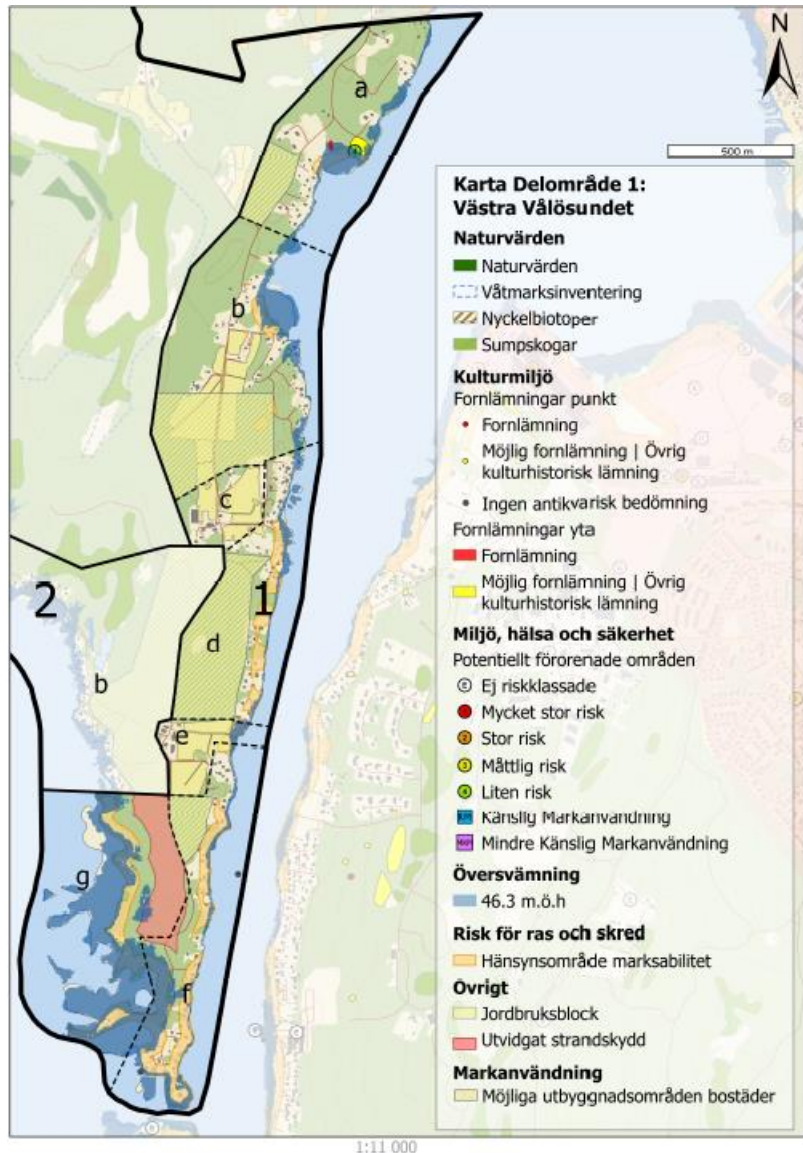 N
500 m
Karta Delområde 1:
Västra Vålösundet
Naturvärden
Naturvärden
Våtmarksinventering
Nyckelbiotoper
Sumpskogar
Kulturmiljö
Fornlämningar punkt
Fornlämning
Möjlig fornlämning | Övrig
kulturhistorisk lämning
Ingen antikvarisk bedömning
Fornlämningar yta
Fornlämning
Möjlig fornlämning | Övrig
kulturhistorisk lämning
Miljö, hälsa och säkerhet
Potentiellt förorenade områden
Ej riskklassade
Mycket stor risk
Stor risk
Måttlig risk
Liten risk
Känslig Markanvändning
Mindre Känslig Markanvändning
Översvämning
46.3 m.ö.h
Risk för ras och skred
Hänsynsområde marksabilitet
Övrigt
Jordbruksblock
Utvidgat strandskydd
Markanvändning
Möjliga utbyggnadsområden bostäder
a
b
c
2
1
d
b
e
g
f
1:11 000